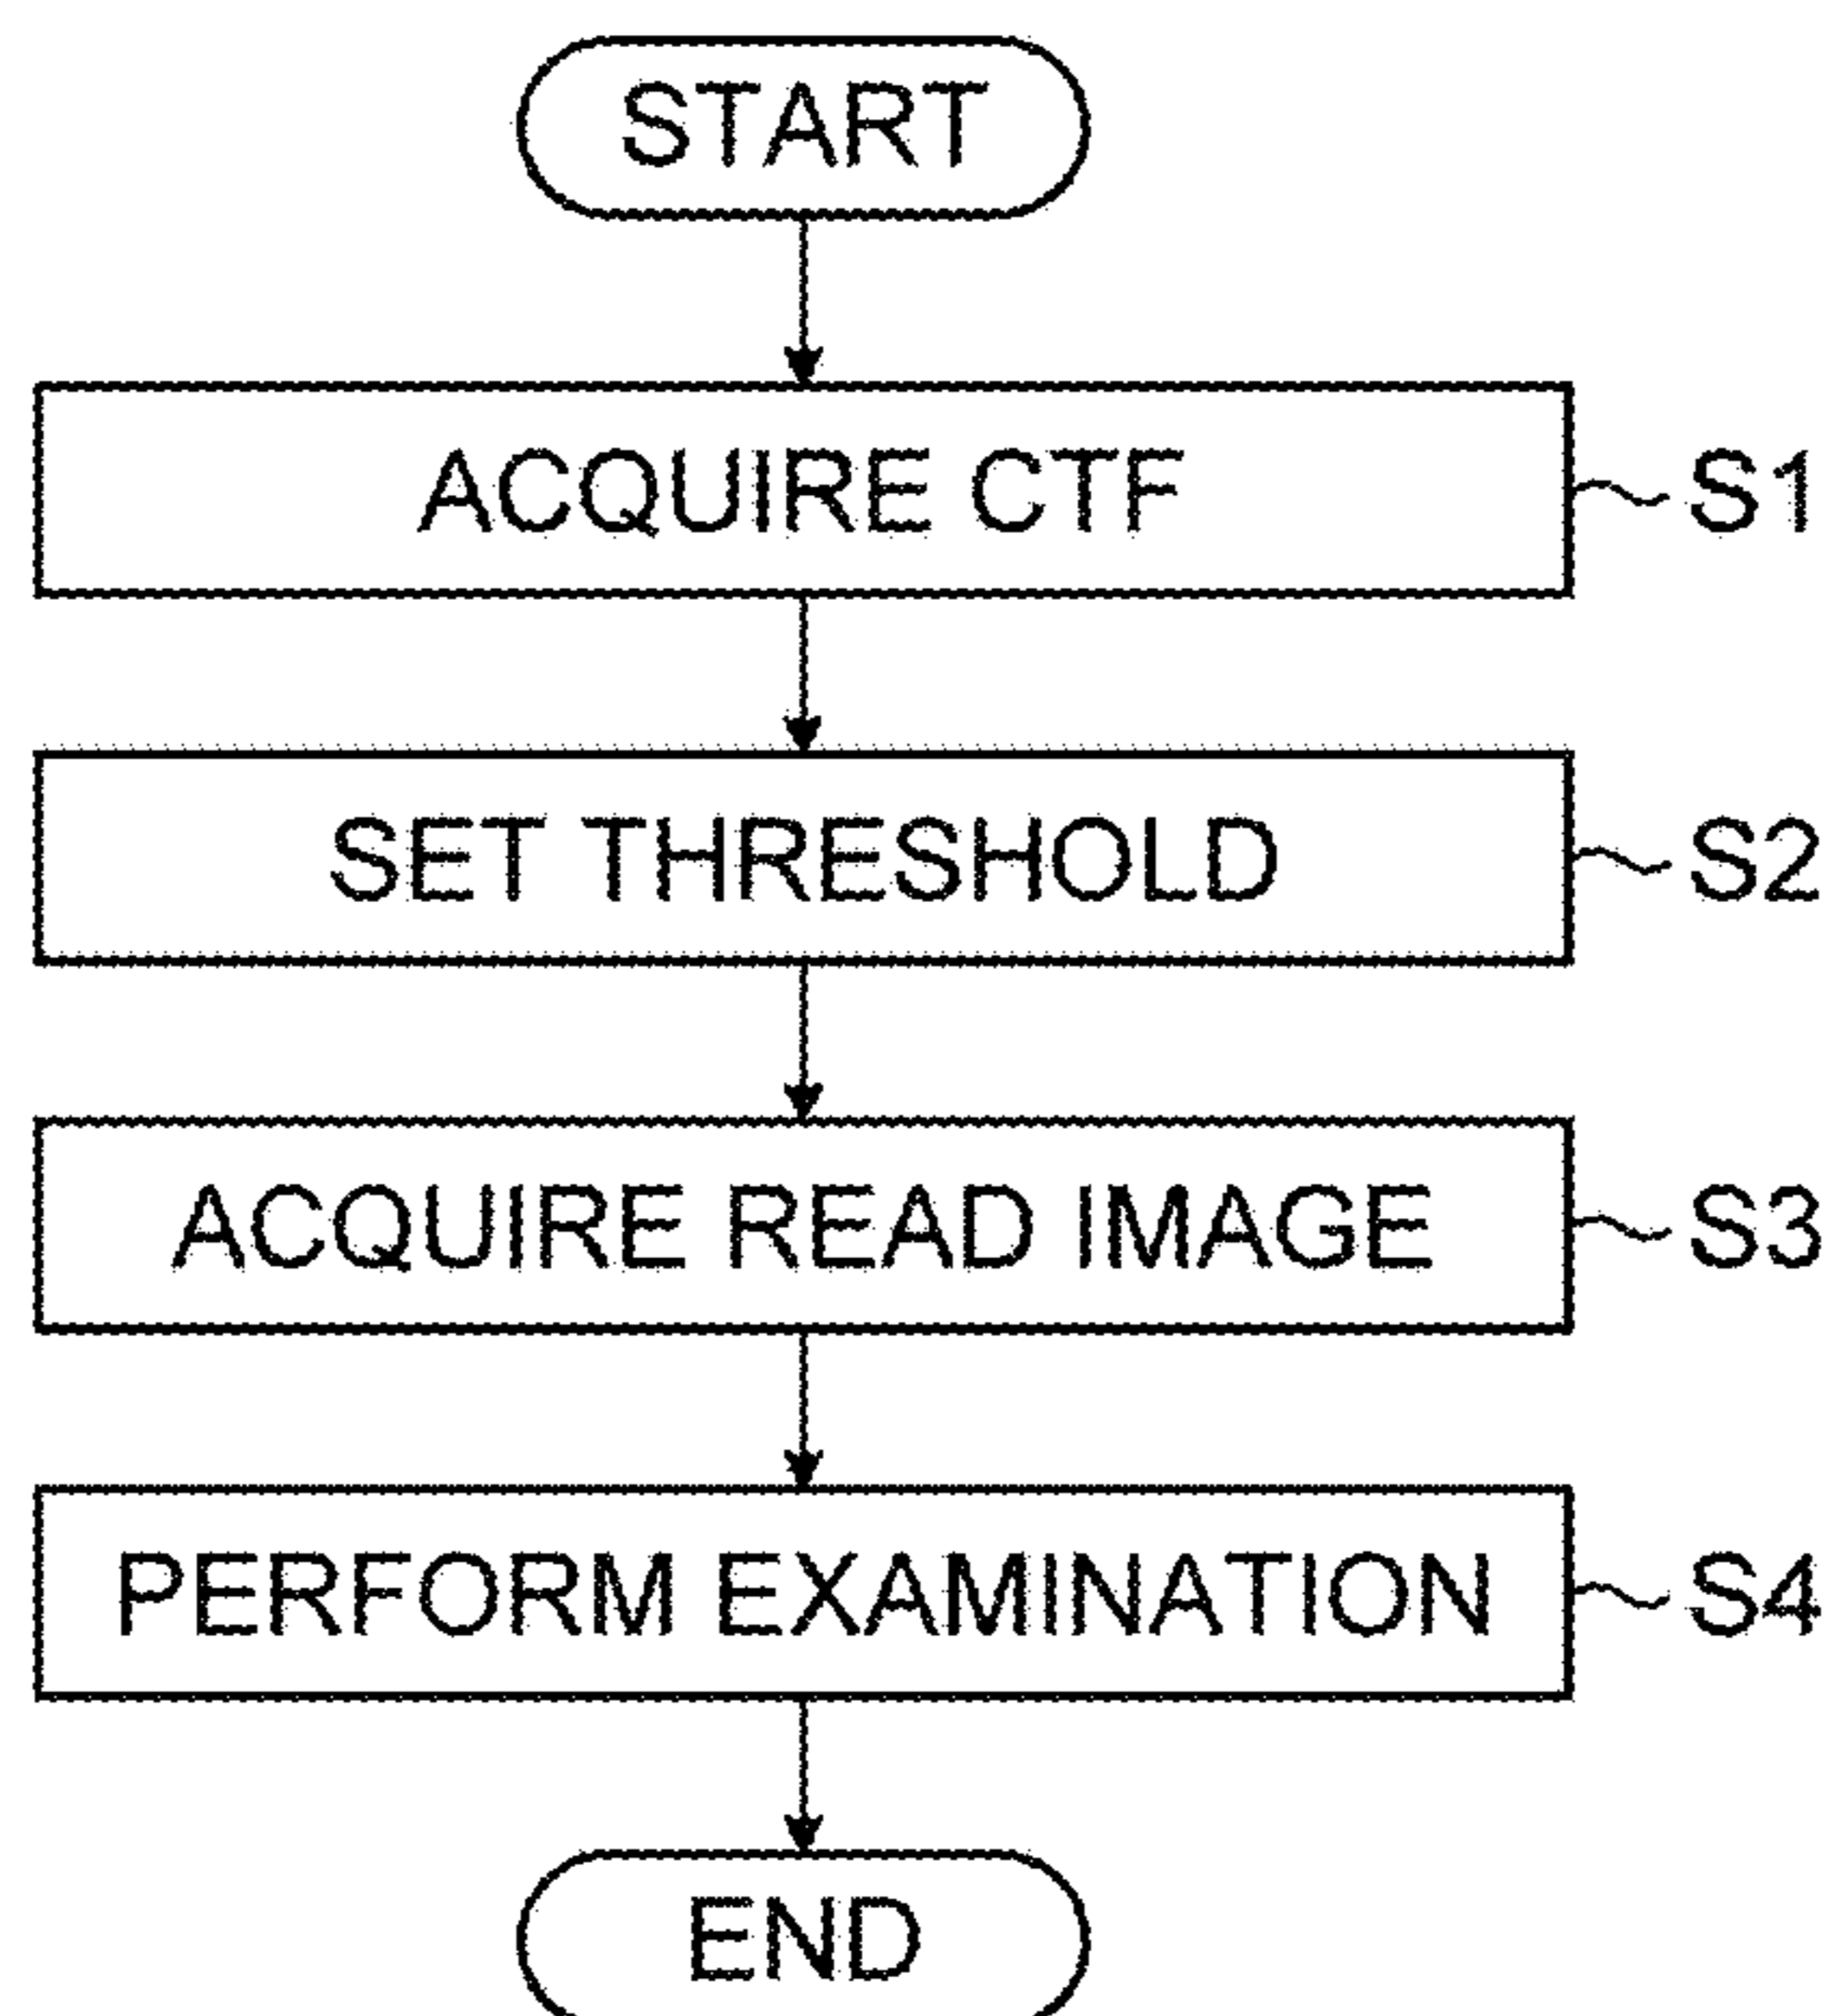 START
ACQUIRE CTF S1
SET THRESHOLD S2
ACQUIRE READ IMAGE S3
PERFORM EXAMINATION S4
END